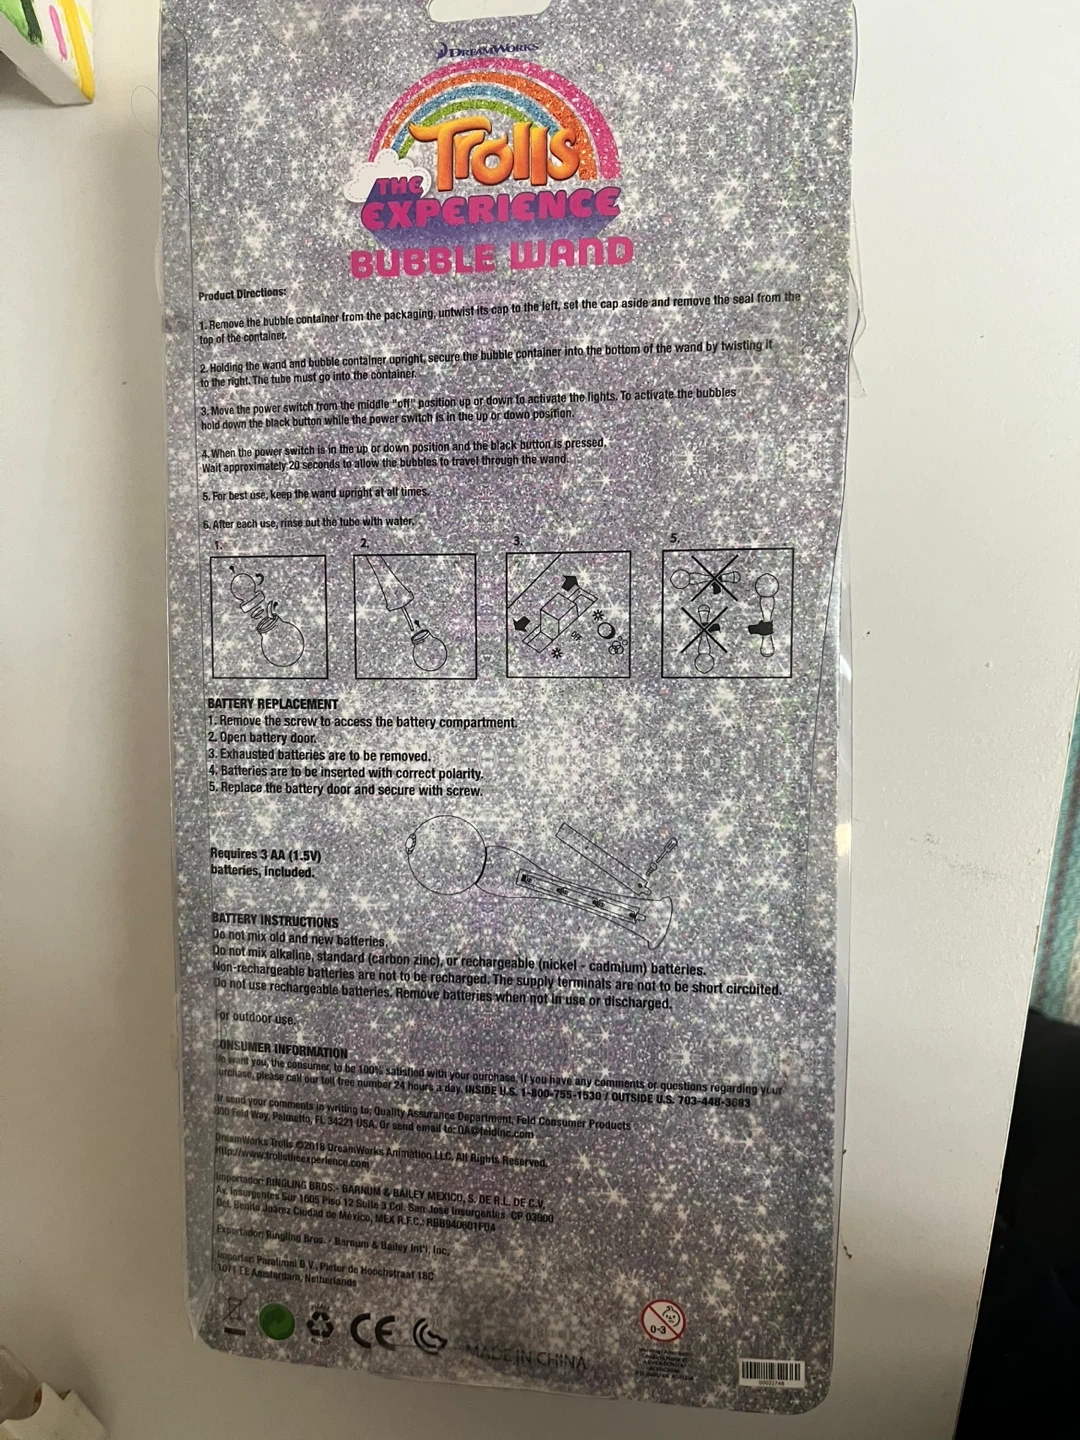 DREAMWORKS
Trolls
THE
EXPERIENCE
BUBBLE WAND
Product Directions:
1. Remove the bubble container from the packaging, untwist its cap to the left, set the cap aside and remove the seal from the
top of the container.
2. Holding the wand and bubble container upright, secure the bubble container into the bottom of the wand by twisting it
to the right. The tube must go into the container.
3. Move the power switch from the middle "off" position up or down to activate the lights. To activate the bubbles
hold down the black button while the power switch is in the up or down position.
4. When the power switch is in the up or down position and the black button is pressed.
Wait approximately 20 seconds to allow the bubbles to travel through the wand.
5. For best use, keep the wand upright at all times.
6. After each use, rinse out the tube with water.
1. 2. 3. 5.
Off
BATTERY REPLACEMENT
1. Remove the screw to access the battery compartment.
2. Open battery door.
3. Exhausted batteries are to be removed.
4. Batteries are to be inserted with correct polarity.
5. Replace the battery door and secure with screw.
Requires 3 AA (1.5V)
batteries, included.
BATTERY INSTRUCTIONS
Do not mix old and new batteries.
Do not mix alkaline, standard (carbon zinc), or rechargeable (nickel - cadmium) batteries.
Non-rechargeable batteries are not to be recharged. The supply terminals are not to be short circuited.
Do not use rechargeable batteries. Remove batteries when not in use or discharged.
For outdoor use.
CONSUMER INFORMATION
We want you, the consumer, to be 100% satisfied with your purchase. If you have any comments or questions regarding your
purchase, please call our toll free number 24 hours a day. INSIDE U.S. 1-800-755-1530 / OUTSIDE U.S. 703-448-3683
Or send your comments in writing to: Quality Assurance Department, Feld Consumer Products
800 Feld Way, Palmetto, FL 34221 USA. Or send email to: QA@feldinc.com
DreamWorks Trolls ©2018 DreamWorks Animation LLC. All Rights Reserved.
http://www.trollstheexperience.com
Importador: RINGLING BROS.- BARNUM & BAILEY MEXICO, S. DE R.L. DE C.V.
Av. Insurgentes Sur 1605 Piso 12 Suite 3 Col. San Jose Insurgentes CP 03900
Del. Benito Juárez Ciudad de México, MEX R.F.C.: RBB940601F04
Exportador: Ringling Bros. - Barnum & Bailey Int'l, Inc.
Importer: Paralimni B.V., Pieter de Hoochstraat 18C
1071 EE Amsterdam, Netherlands
CE
MADE IN CHINA
0-3